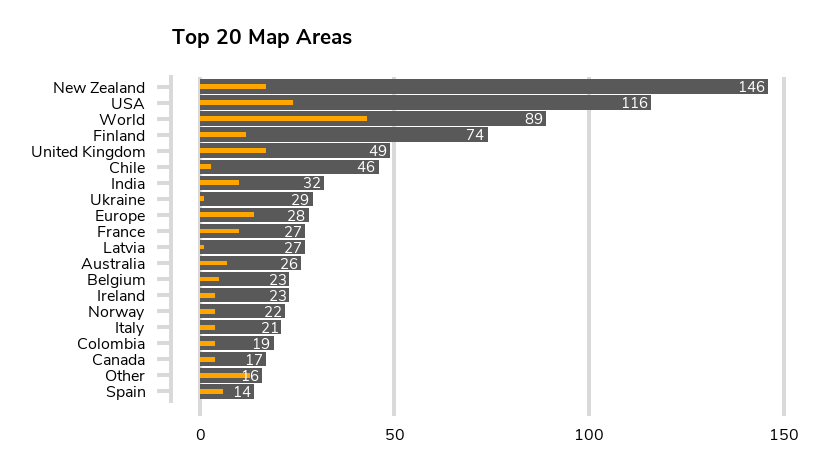 Top 20 Map Areas
New Zealand 146
USA 116
World 89
Finland 74
United Kingdom 49
Chile 46
India 32
Ukraine 29
Europe 28
France 27
Latvia 27
Australia 26
Belgium 23
Ireland 23
Norway 22
Italy 21
Colombia 19
Canada 17
Other 16
Spain 14
0 50 100 150